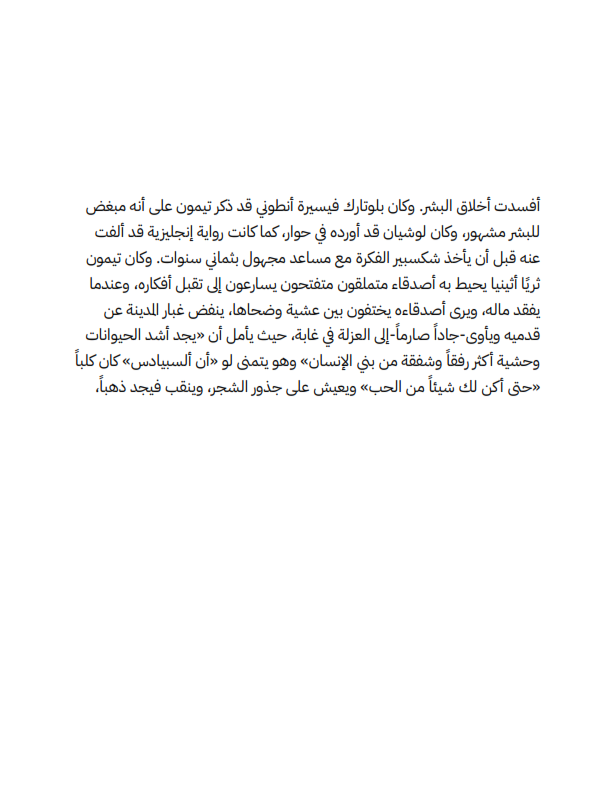 أفسدت أخلاق البشر. وكان بلوتارك فيسيرة أنطوني قد ذكر تيمون على أنه مبغض
للبشر مشهور، وكان لوشيان قد أورده في حوار، كما كانت رواية إنجليزية قد ألفت
عنه قبل أن يأخذ شكسبير الفكرة مع مساعد مجهول بثماني سنوات. وكان تيمون
ثريًا أثينيا يحيط به أصدقاء متملقون متفتحون يسارعون إلى تقبل أفكاره، وعندما
يفقد ماله، ويرى أصدقاءه يختفون بين عشية وضحاها، ينفض غبار المدينة عن
قدميه ويأوى-جاداً صارماً-إلى العزلة في غابة، حيث يأمل أن «يجد أشد الحيوانات
وحشية أكثر رفقاً وشفقة من بني الإنسان» وهو يتمنى لو «أن ألسبيادس» كان كلباً
«حتى أكن لك شيئاً من الحب» ويعيش على جذور الشجر، وينقب فيجد ذهباً،